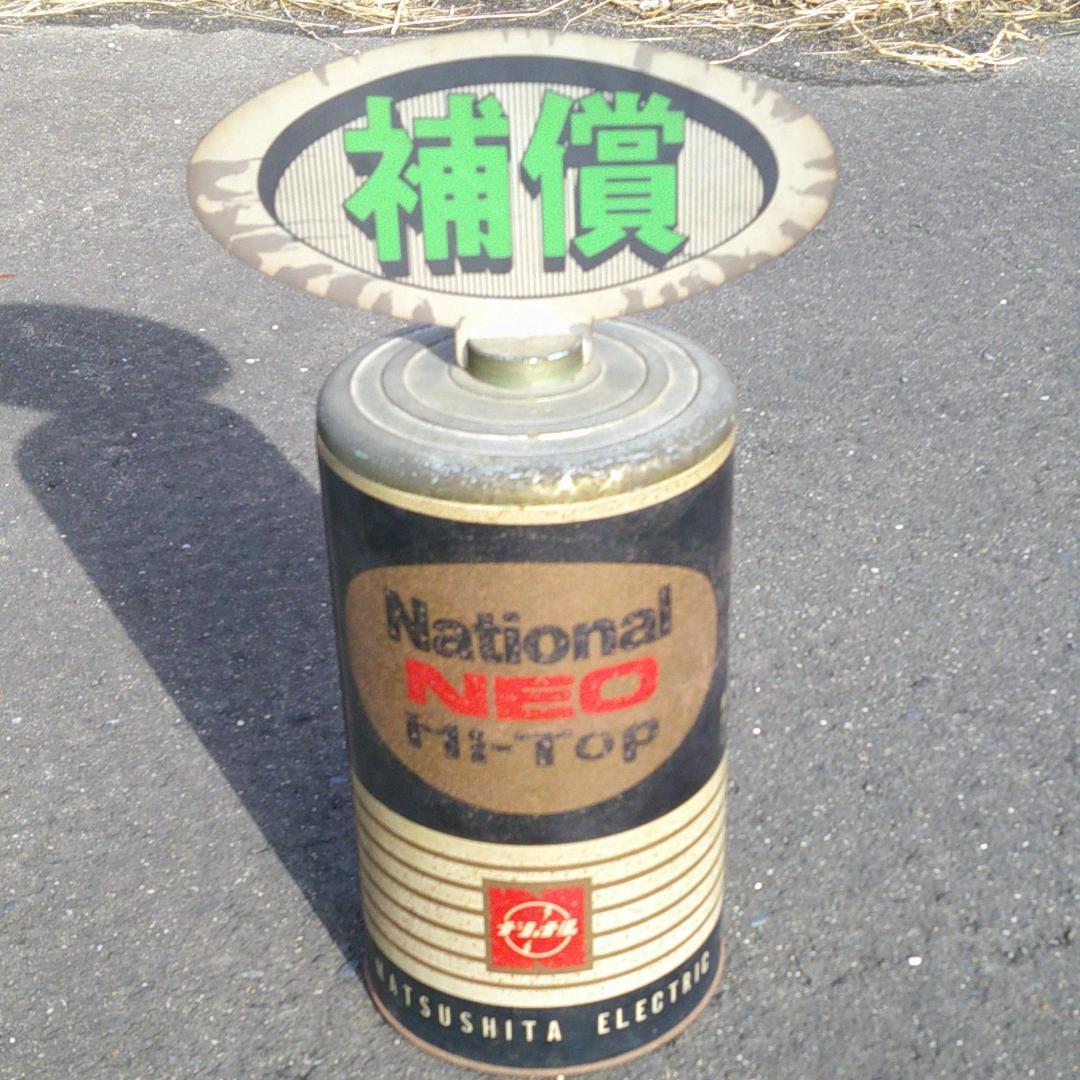 補償
National
NEO
Hi-Top
ナショナル
MATSUSHITA ELECTRIC